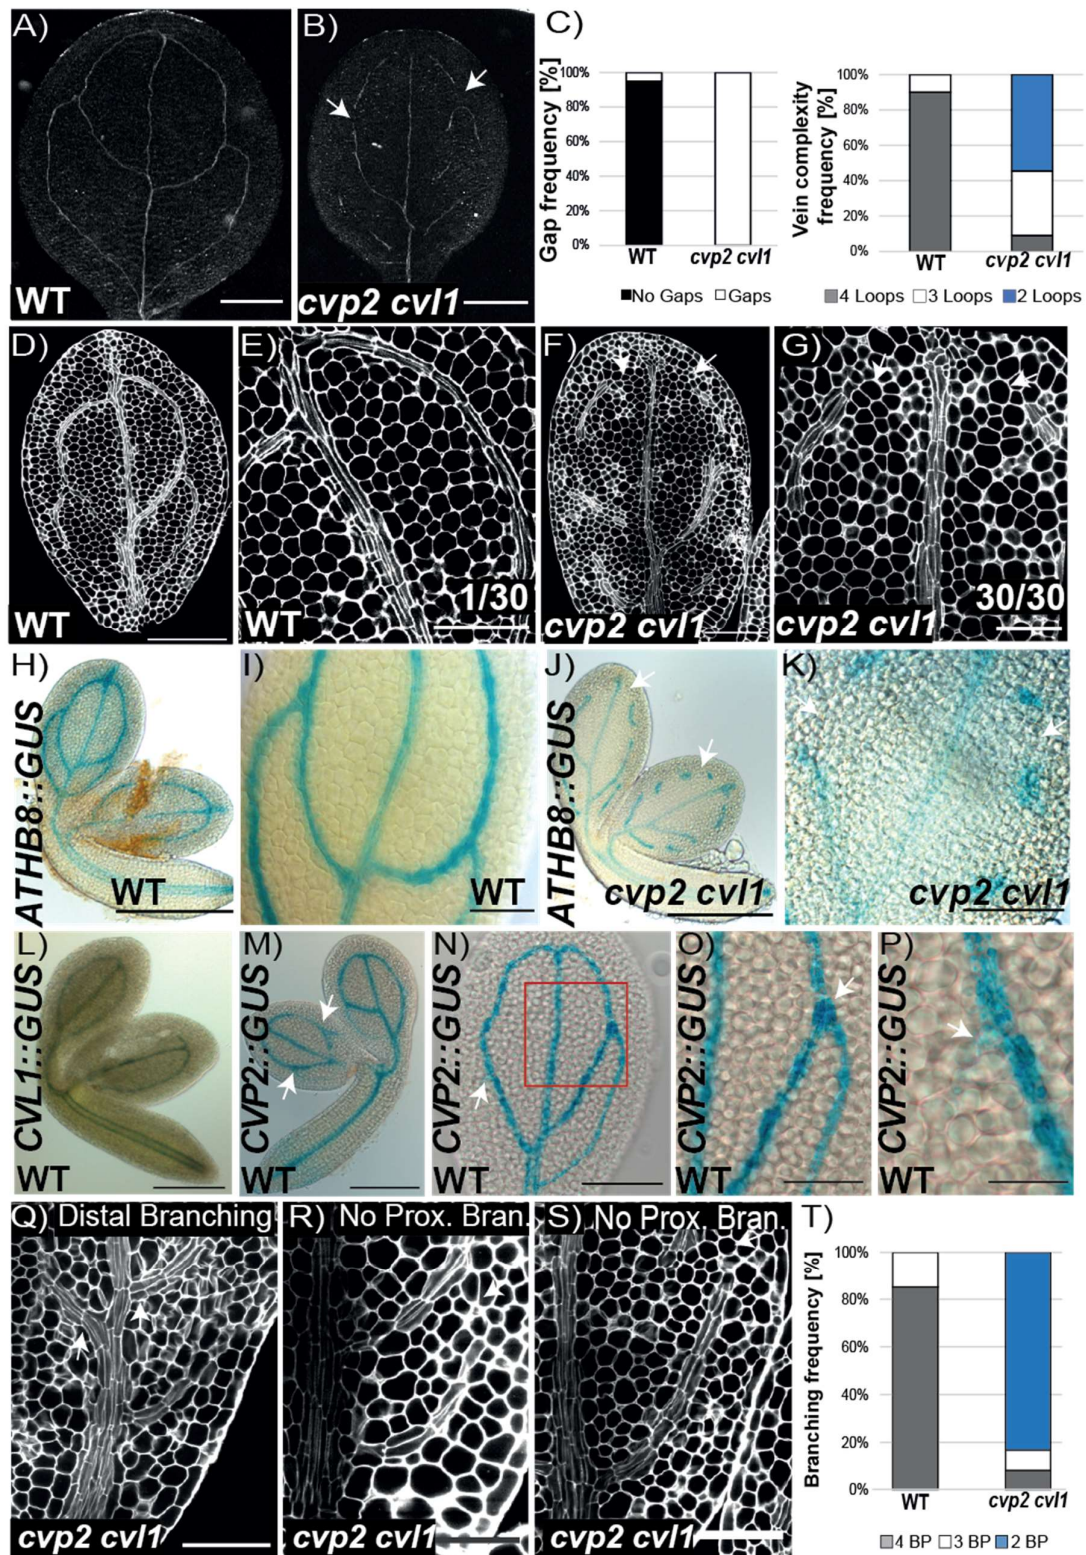 A)
WT
B)
cvp2 cvl1
C)
Gap frequency [%]
100%
80%
60%
40%
20%
0%
WT
cvp2 cvl1
No Gaps
Gaps
Vein complexity
frequency [%]
100%
80%
60%
40%
20%
0%
WT
cvp2 cvl1
4 Loops
3 Loops
2 Loops
D)
WT
E)
1/30
WT
F)
cvp2 cvl1
G)
30/30
cvp2 cvl1
H)
ATHB8::GUS
WT
I)
WT
J)
ATHB8::GUS
cvp2 cvl1
K)
cvp2 cvl1
L)
CVL1::GUS
WT
M)
CVP2::GUS
WT
N)
CVP2::GUS
WT
O)
CVP2::GUS
WT
P)
CVP2::GUS
WT
Q) Distal Branching
cvp2 cvl1
R) No Prox. Bran.
cvp2 cvl1
S) No Prox. Bran.
cvp2 cvl1
T)
Branching frequency [%]
100%
80%
60%
40%
20%
0%
WT
cvp2 cvl1
4 BP
3 BP
2 BP